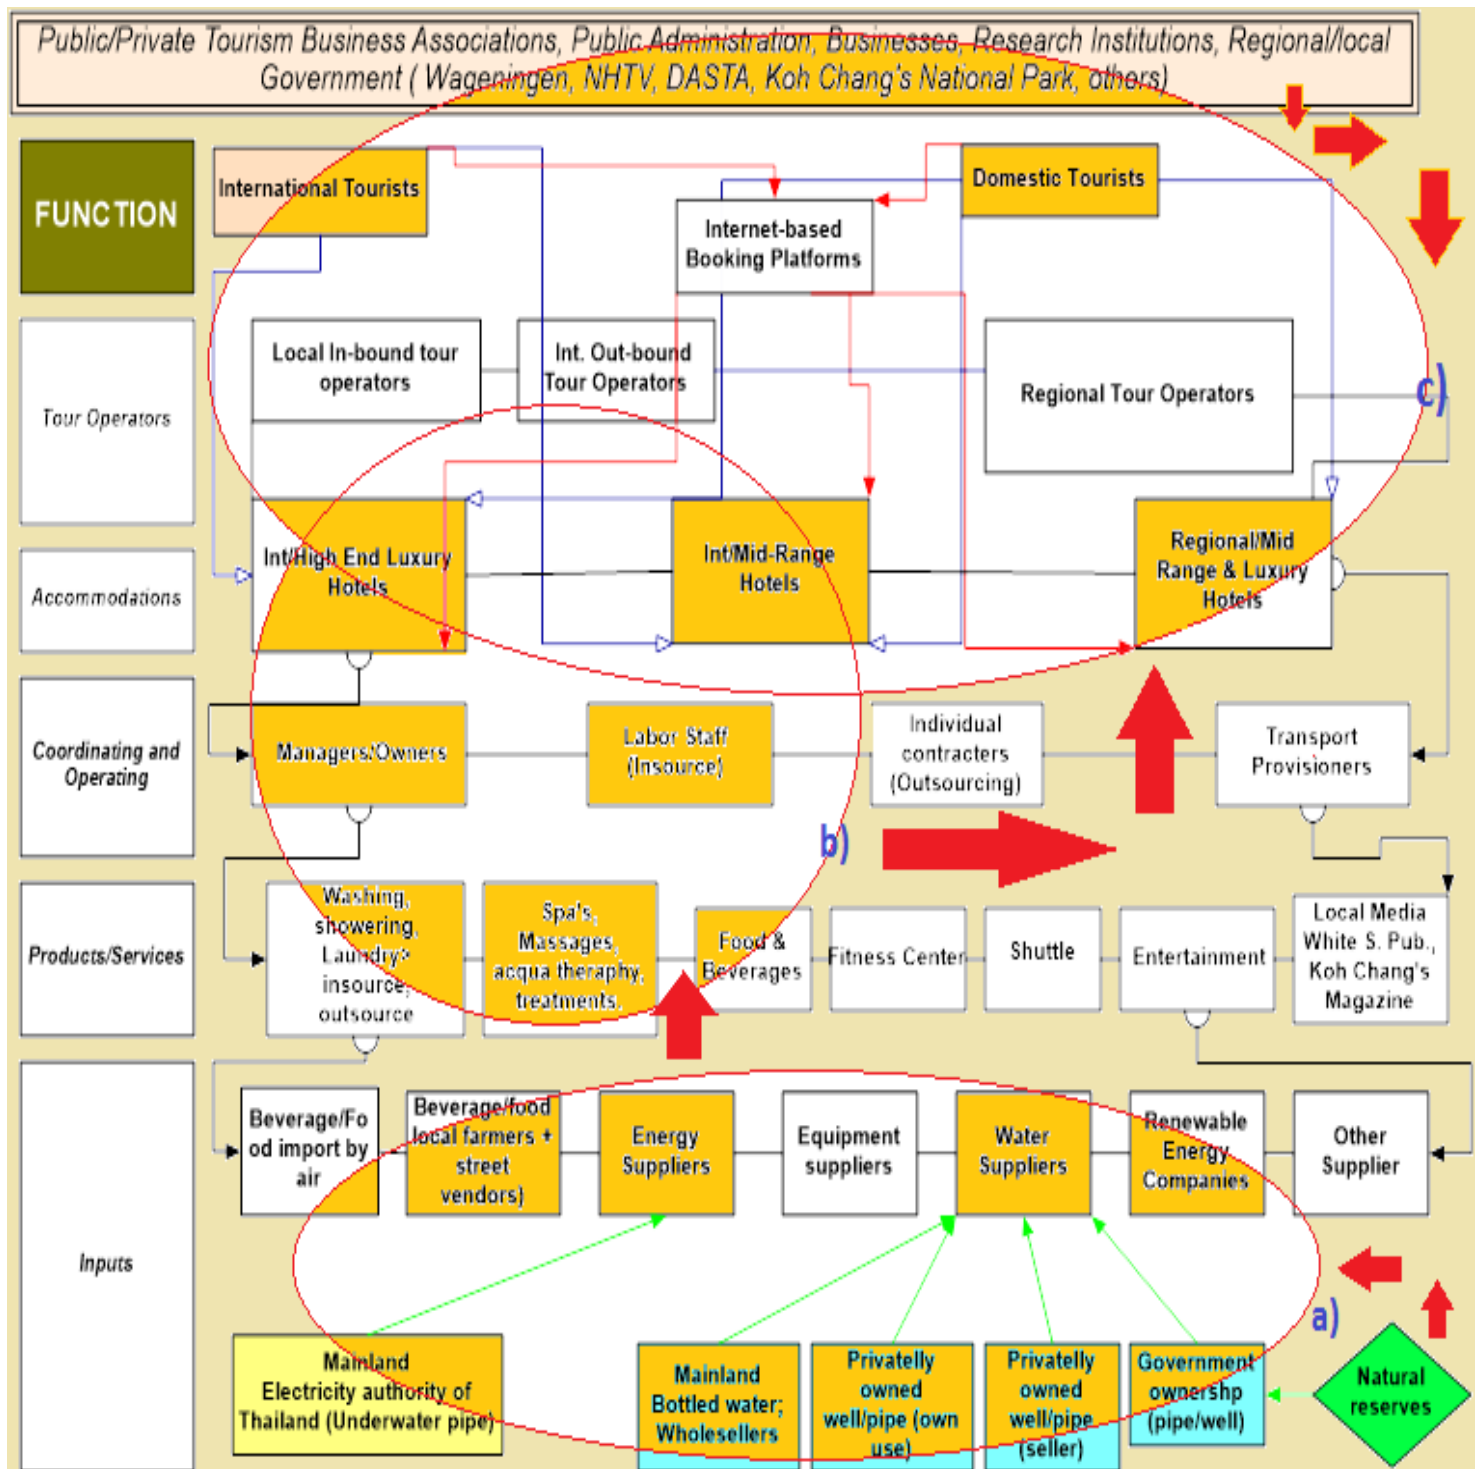 Public/Private Tourism Business Associations, Public Administration, Businesses, Research Institutions, Regional/local
Government ( Wageningen, NHTV, DASTA, Koh Chang's National Park, others)
FUNCTION
International Tourists
Domestic Tourists
Internet-based
Booking Platforms
Tour Operators
Local In-bound tour
operators
Int. Out-bound
Tour Operators
Regional Tour Operators
c)
Accommodations
Int/High End Luxury
Hotels
Int/Mid-Range
Hotels
Regional/Mid
Range & Luxury
Hotels
Coordinating and
Operating
Managers/Owners
Labor Staff
(Insource)
Individual
contracters
(Outsourcing)
Transport
Provisioners
b)
Products/Services
Washing,
showering,
Laundry>
insource,
outsource
Spa's,
Massages,
acqua theraphy,
treatments.
Food &
Beverages
Fitness Center
Shuttle
Entertainment
Local Media
White S. Pub.,
Koh Chang's
Magazine
Inputs
Beverage/Fo
od import by
air
Beverage/food
local farmers +
street
vendors)
Energy
Suppliers
Equipment
suppliers
Water
Suppliers
Renewable
Energy
Companies
Other
Supplier
a)
Mainland
Electricity authority of
Thailand (Underwater pipe)
Mainland
Bottled water;
Wholesellers
Privatelly
owned
well/pipe (own
use)
Privatelly
owned
well/pipe
(seller)
Government
ownershp
(pipe/well)
Natural
reserves